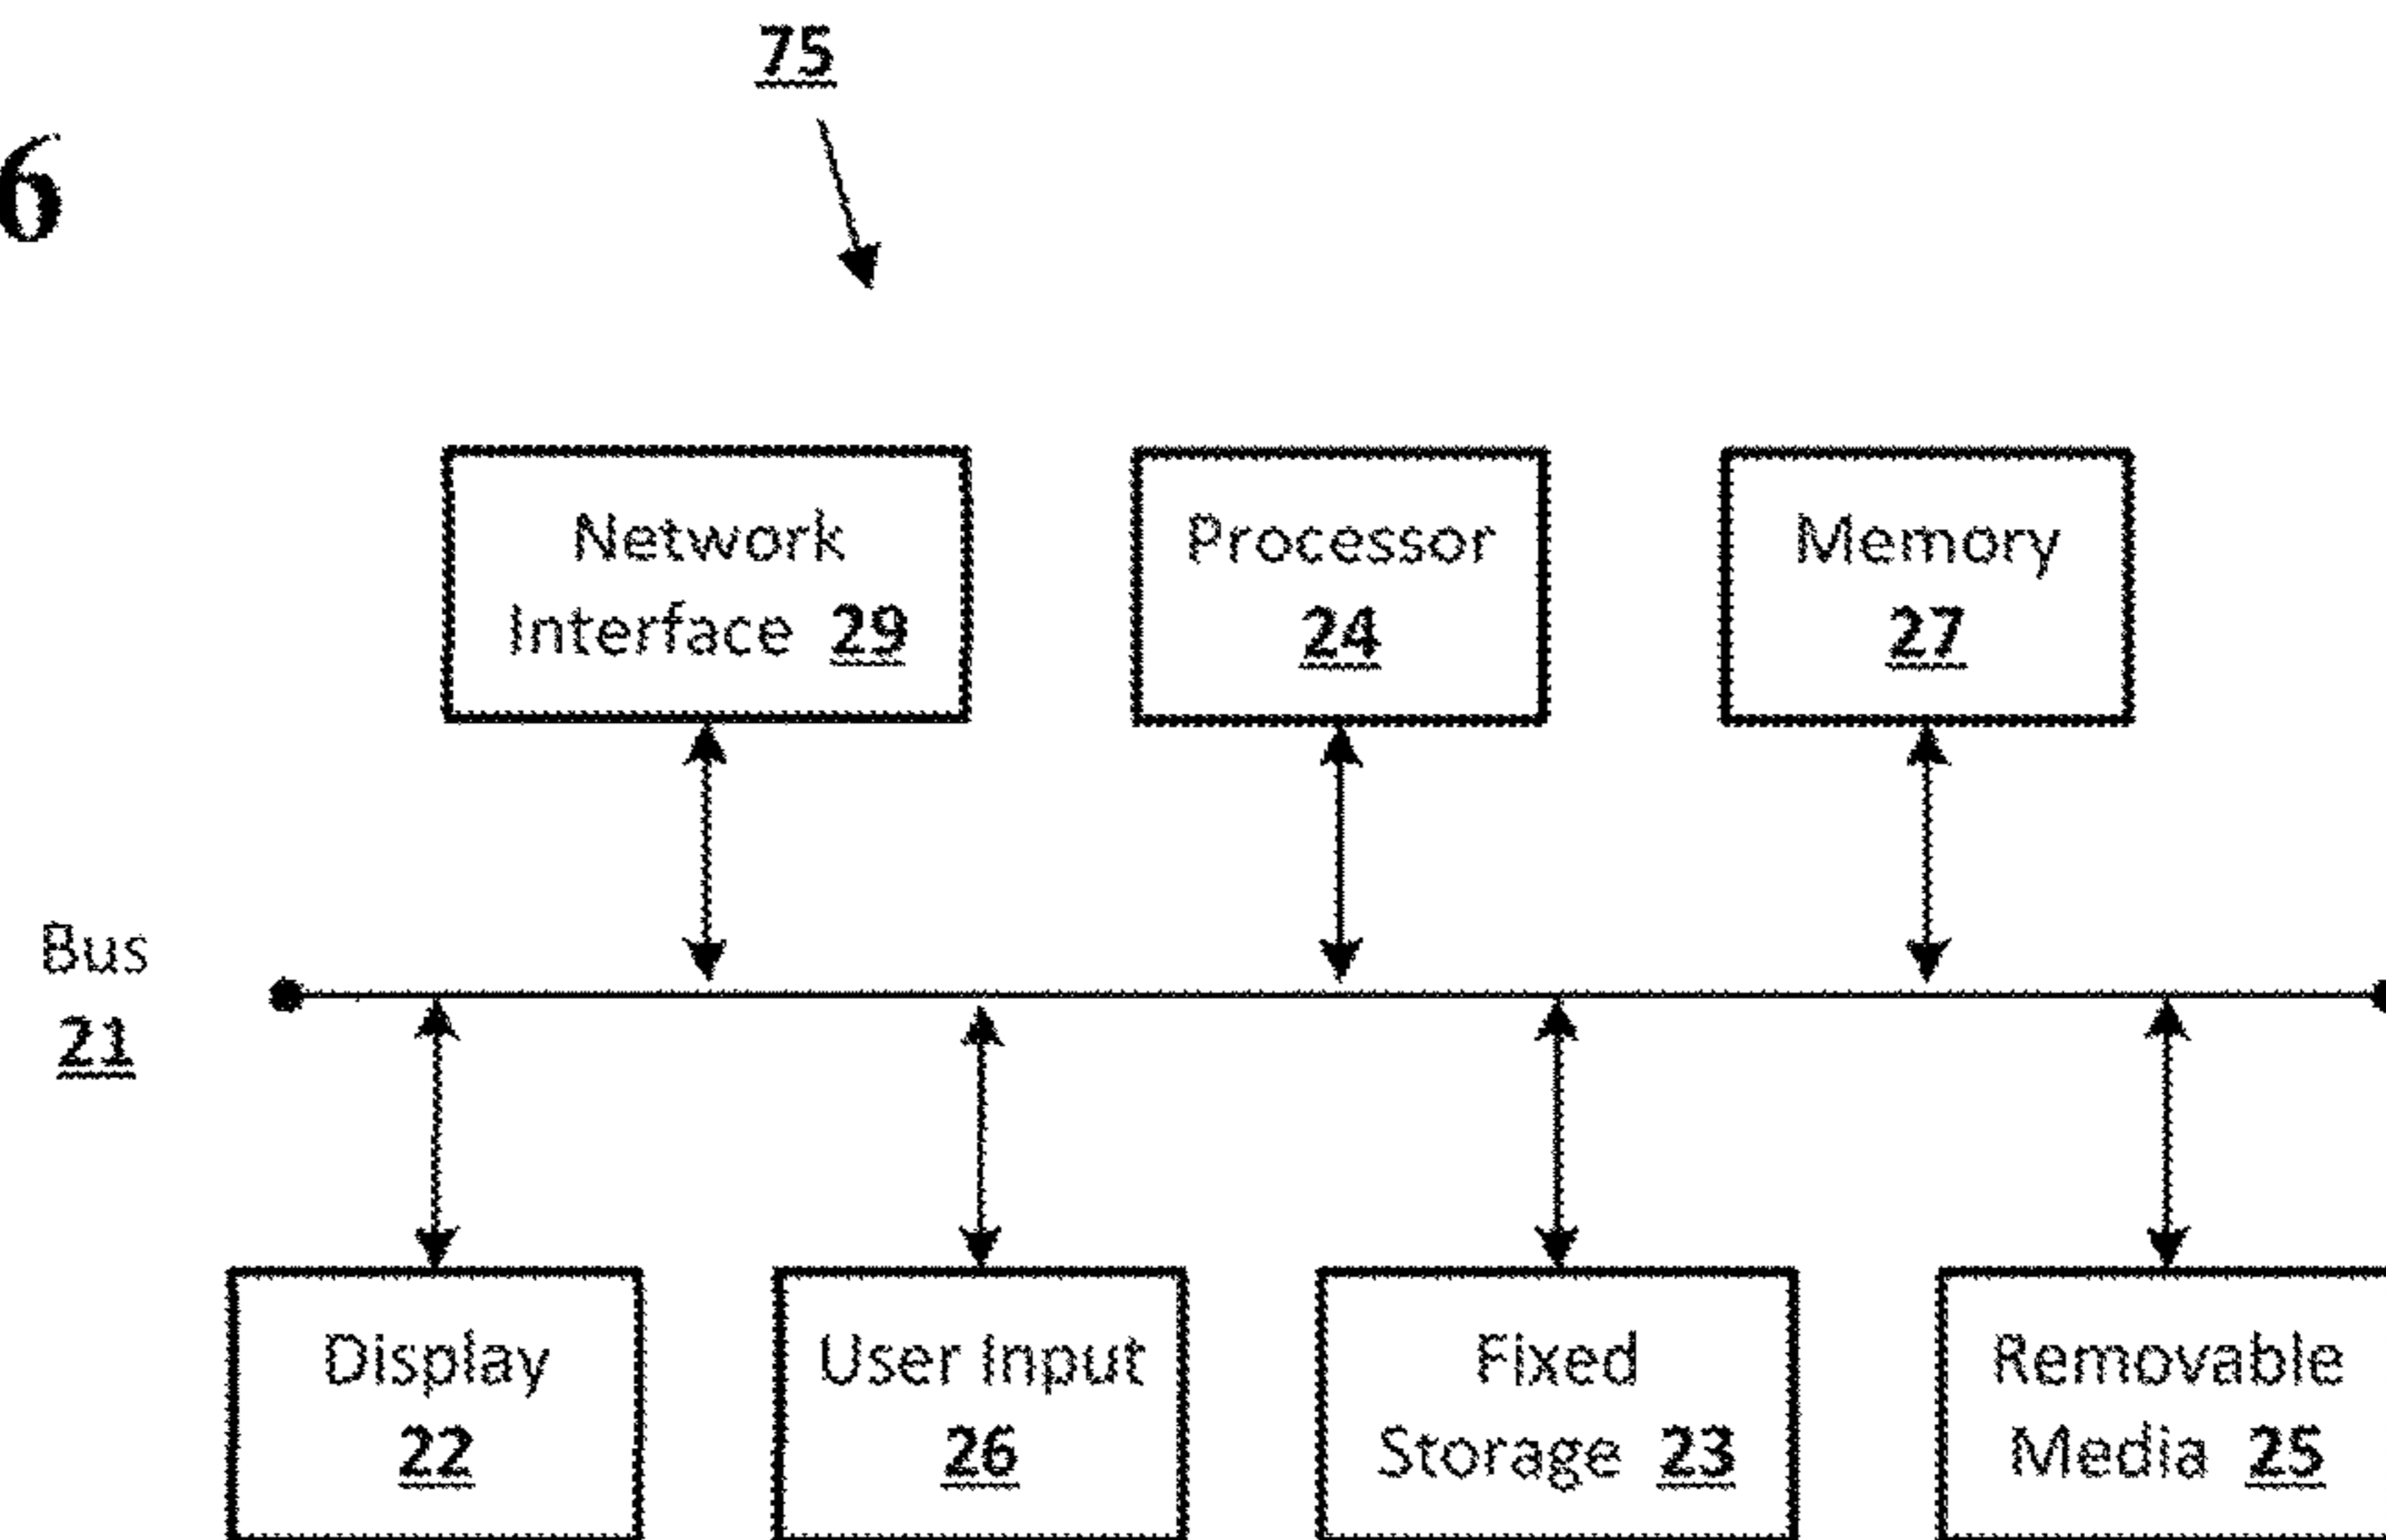 75
6
Network
Interface 29
Processor
24
Memory
27
Bus
21
Display
22
User Input
26
Fixed
Storage 23
Removable
Media 25